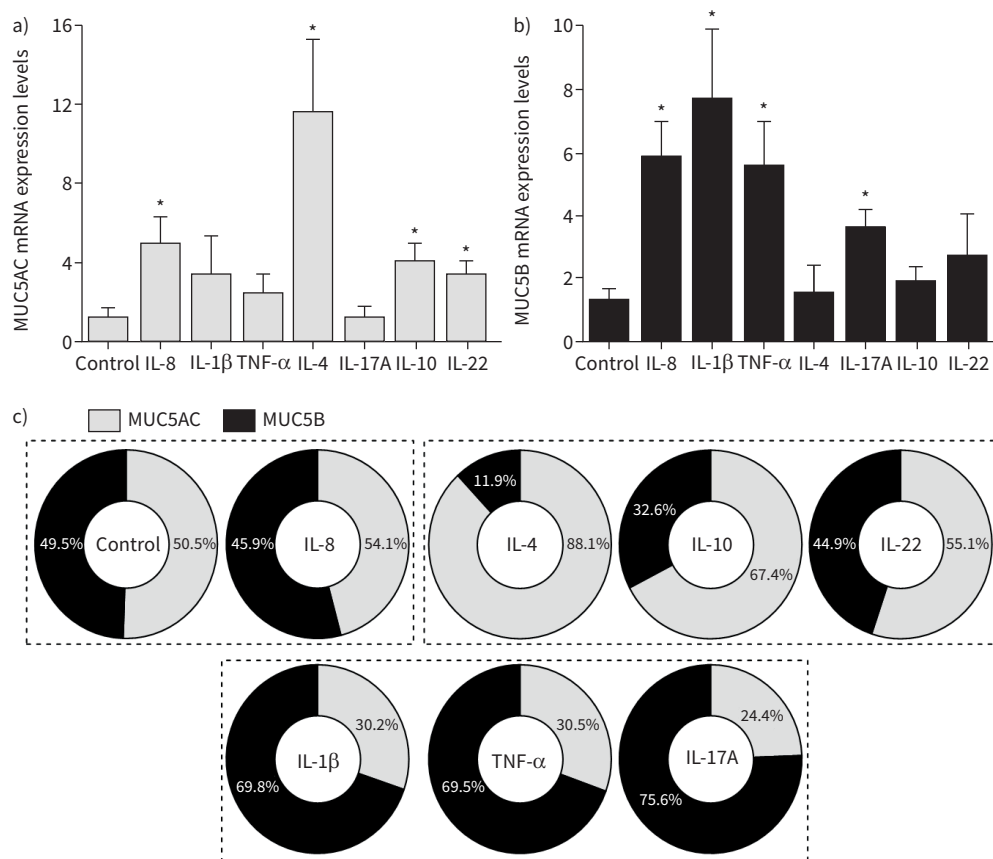 a)
MUC5AC mRNA expression levels
16
12
8
4
0
*
*
*
*
Control IL-8 IL-1β TNF-α IL-4 IL-17A IL-10 IL-22
b)
MUC5B mRNA expression levels
10
8
6
4
2
0
*
*
*
*
Control IL-8 IL-1β TNF-α IL-4 IL-17A IL-10 IL-22
c)
MUC5AC MUC5B
49.5% Control 50.5%
45.9% IL-8 54.1%
11.9%
IL-4 88.1%
32.6%
IL-10
67.4%
44.9% IL-22 55.1%
30.2%
IL-1β
69.8%
30.5%
TNF-α
69.5%
24.4%
IL-17A
75.6%